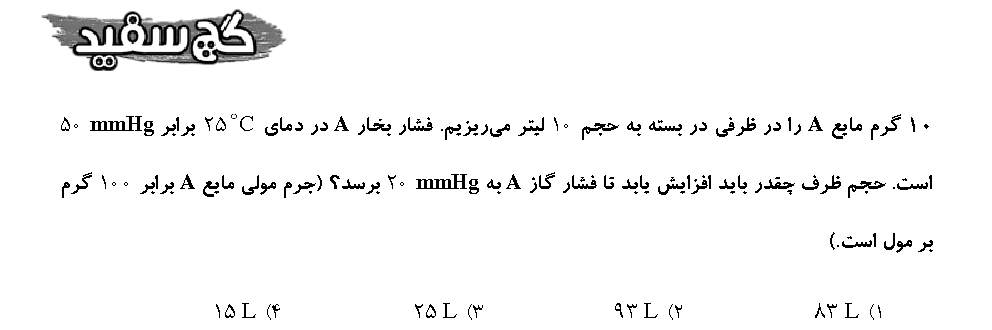 گچ سفید
۱۰ گرم مایع A را در ظرفی در بسته به حجم ۱۰ لیتر می‌ریزیم. فشار بخار A در دمای ۲۵°C برابر ۵۰ mmHg
است. حجم ظرف چقدر باید افزایش یابد تا فشار گاز A به ۲۰ mmHg برسد؟ (جرم مولی مایع A برابر ۱۰۰ گرم
بر مول است.)
۱) ۸۳ L ۲) ۹۳ L ۳) ۲۵ L ۴) ۱۵ L